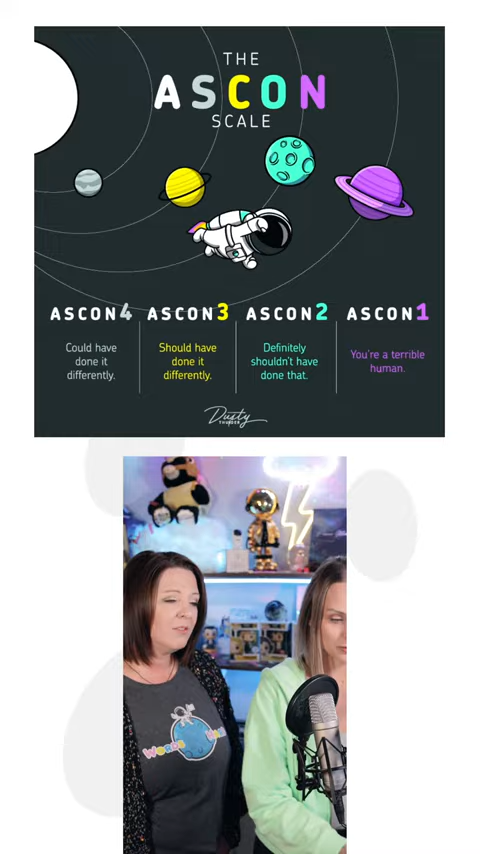 THE
ASCON
SCALE
ASCON4 ASCON3 ASCON2 ASCON1
Could have
done it
differently.
Should have
done it
differently.
Definitely
shouldn't have
done that.
You're a terrible
human.
Dusty
THUNDER